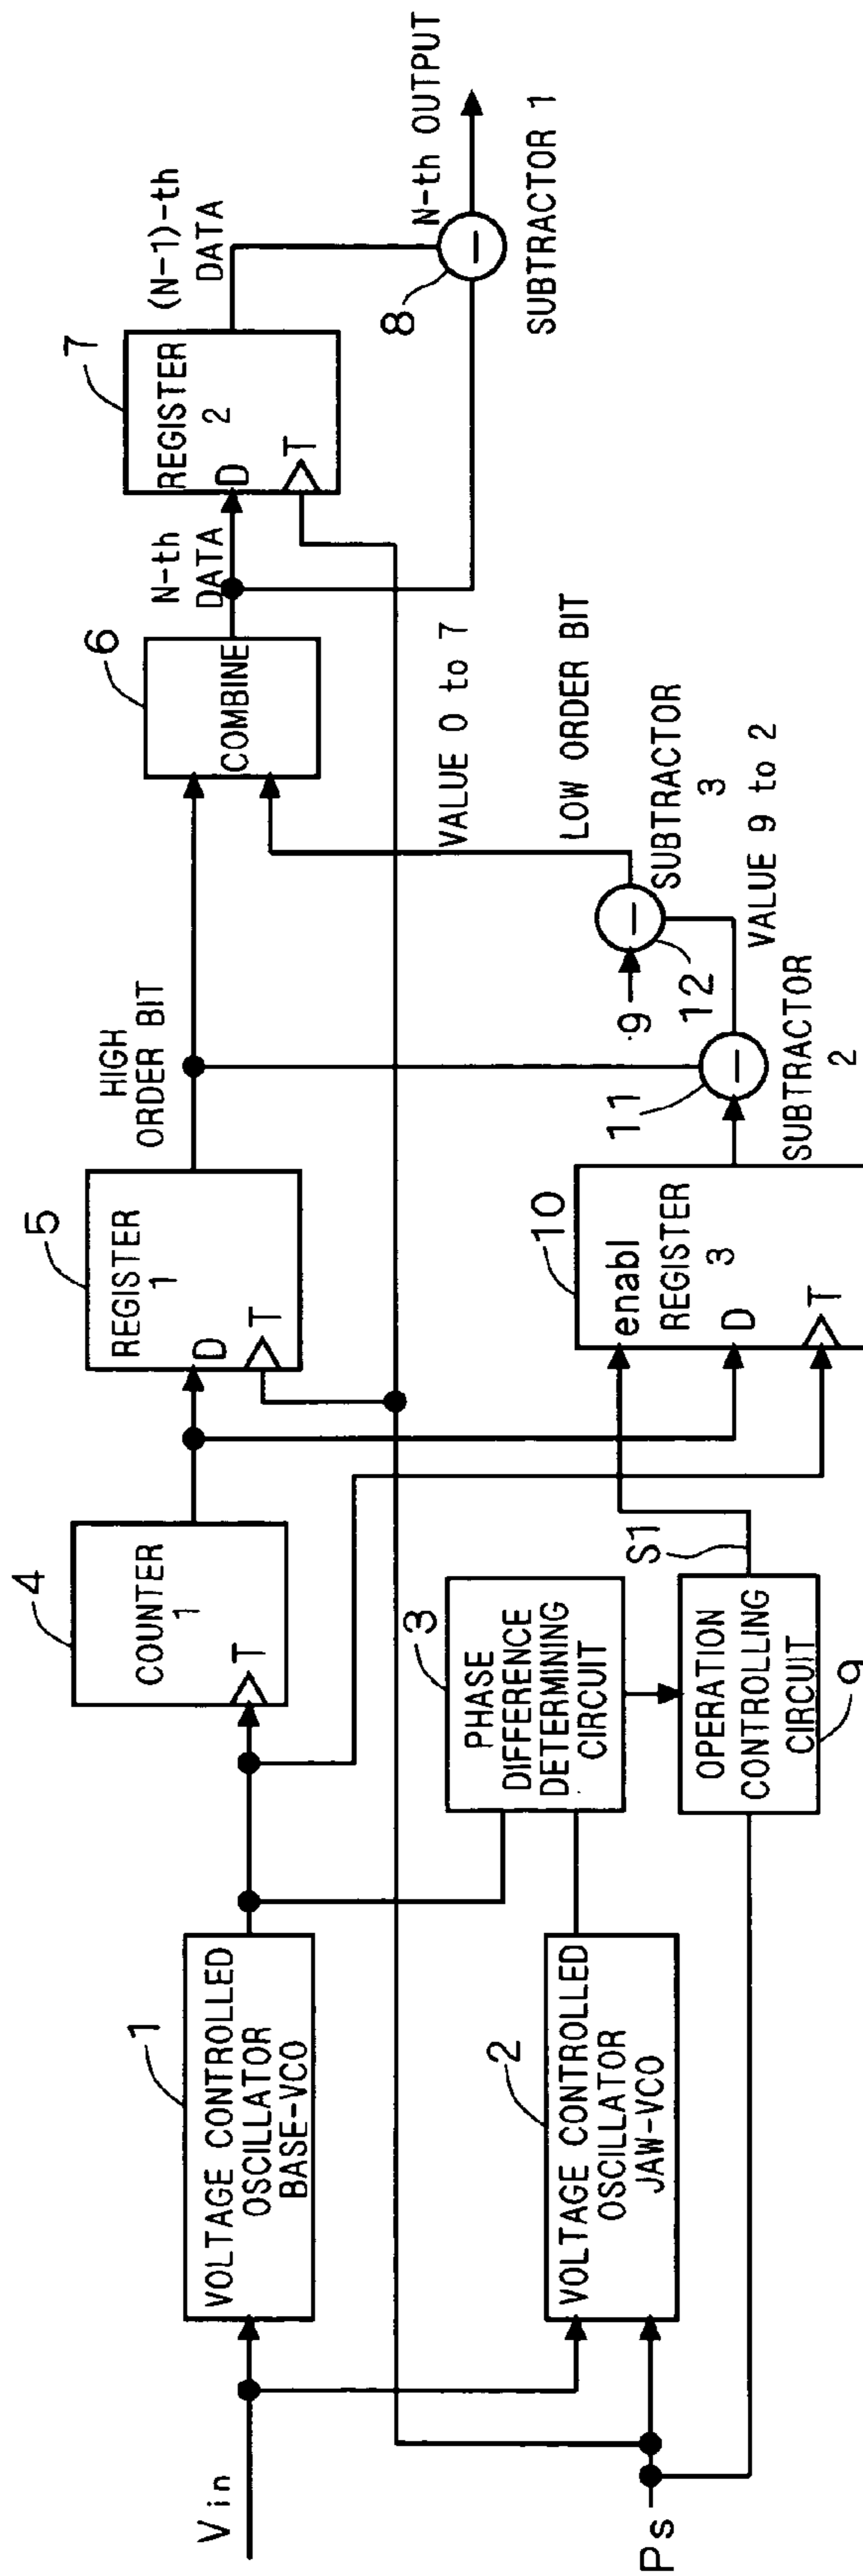 Vin
Ps
1
VOLTAGE CONTROLLED
OSCILLATOR
BASE-VCO
2
VOLTAGE CONTROLLED
OSCILLATOR
JAW-VCO
3
PHASE
DIFFERENCE
DETERMINING
CIRCUIT
OPERATION
CONTROLLING
CIRCUIT
9
S1
4
COUNTER
1
T
5
REGISTER
1
D
T
HIGH
ORDER BIT
10
enabl
REGISTER
3
D
T
11
SUBTRACTOR
2
9
12
SUBTRACTOR
3
VALUE 9 to 2
VALUE 0 to 7
LOW ORDER BIT
6
COMBINE
N-th
DATA
7
REGISTER
2
D
T
(N-1)-th
DATA
8
N-th OUTPUT
SUBTRACTOR 1